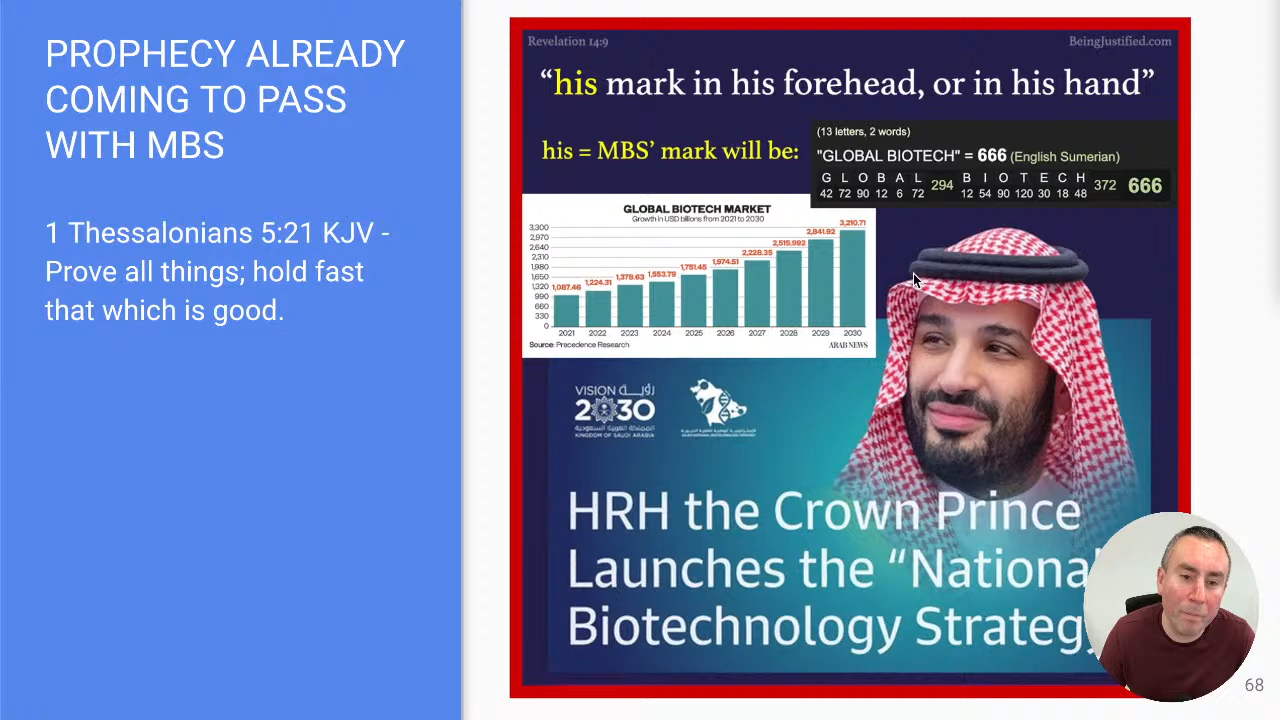 PROPHECY ALREADY
COMING TO PASS
WITH MBS
1 Thessalonians 5:21 KJV -
Prove all things; hold fast
that which is good.
Revelation 14:9
BeingJustified.com
“his mark in his forehead, or in his hand”
his = MBS’ mark will be:
(13 letters, 2 words)
"GLOBAL BIOTECH" = 666 (English Sumerian)
G L O B A L 294 B I O T E C H 372 666
42 72 90 12 6 72 12 54 90 120 30 18 48
GLOBAL BIOTECH MARKET
Growth in USD billions from 2021 to 2030
3,300
2,970
2,640
2,310
1,980
1,650
1,320
990
660
330
0
1,087.46 1,224.31 1,378.63 1,553.79 1,751.45 1,974.51 2,228.35 2,515.992 2,841.92 3,210.71
2021 2022 2023 2024 2025 2026 2027 2028 2029 2030
Source: Precedence Research
ARAB NEWS
VISION رؤية
2030
المملكة العربية السعودية
KINGDOM OF SAUDI ARABIA
HRH the Crown Prince
Launches the “Nationa
Biotechnology Strateg
68